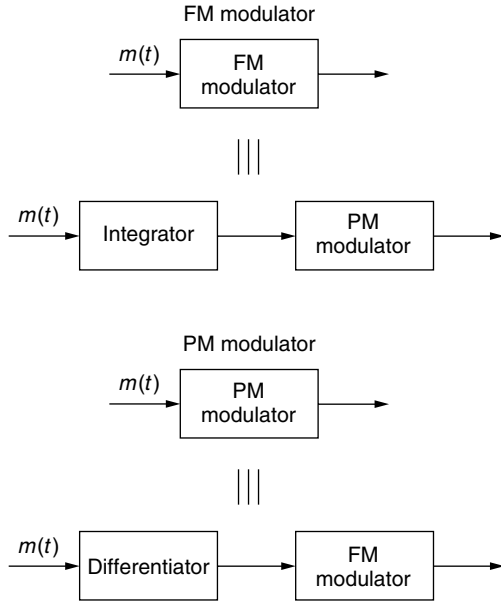 FM modulator
m(t)
FM
modulator
m(t)
Integrator
PM
modulator
PM modulator
m(t)
PM
modulator
m(t)
Differentiator
FM
modulator